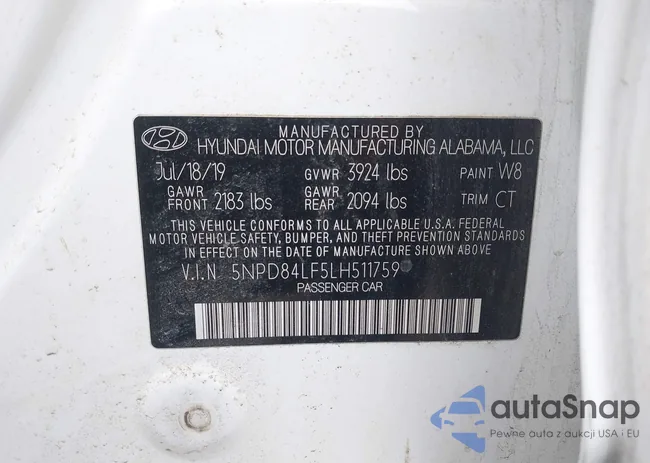 MANUFACTURED BY
HYUNDAI MOTOR MANUFACTURING ALABAMA, LLC
Jul/18/19 GVWR 3924 lbs PAINT W8
GAWR FRONT 2183 lbs GAWR REAR 2094 lbs TRIM CT
THIS VEHICLE CONFORMS TO ALL APPLICABLE U.S.A. FEDERAL
MOTOR VEHICLE SAFETY, BUMPER, AND THEFT PREVENTION
STANDARDS IN EFFECT ON THE DATE OF MANUFACTURE SHOWN ABOVE.
V.I.N 5NPD84LF5LH511759
PASSENGER CAR
autaSnap
Pewne auta z aukcji USA i EU